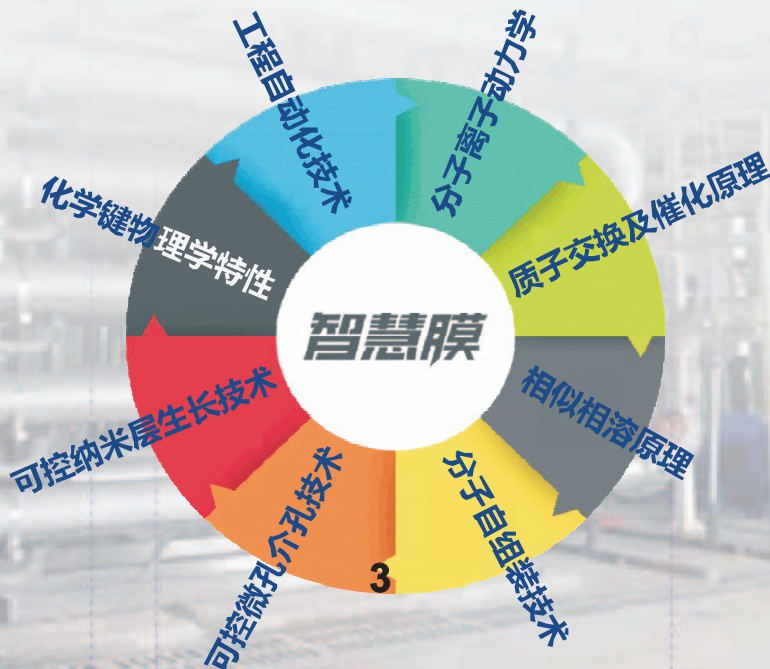 工程自动化技术
分子离子动力学
质子交换及催化原理
相似相溶原理
分子自组装技术
可控微孔介孔技术
可控纳米层生长技术
化学键物理学特性
智慧膜
3